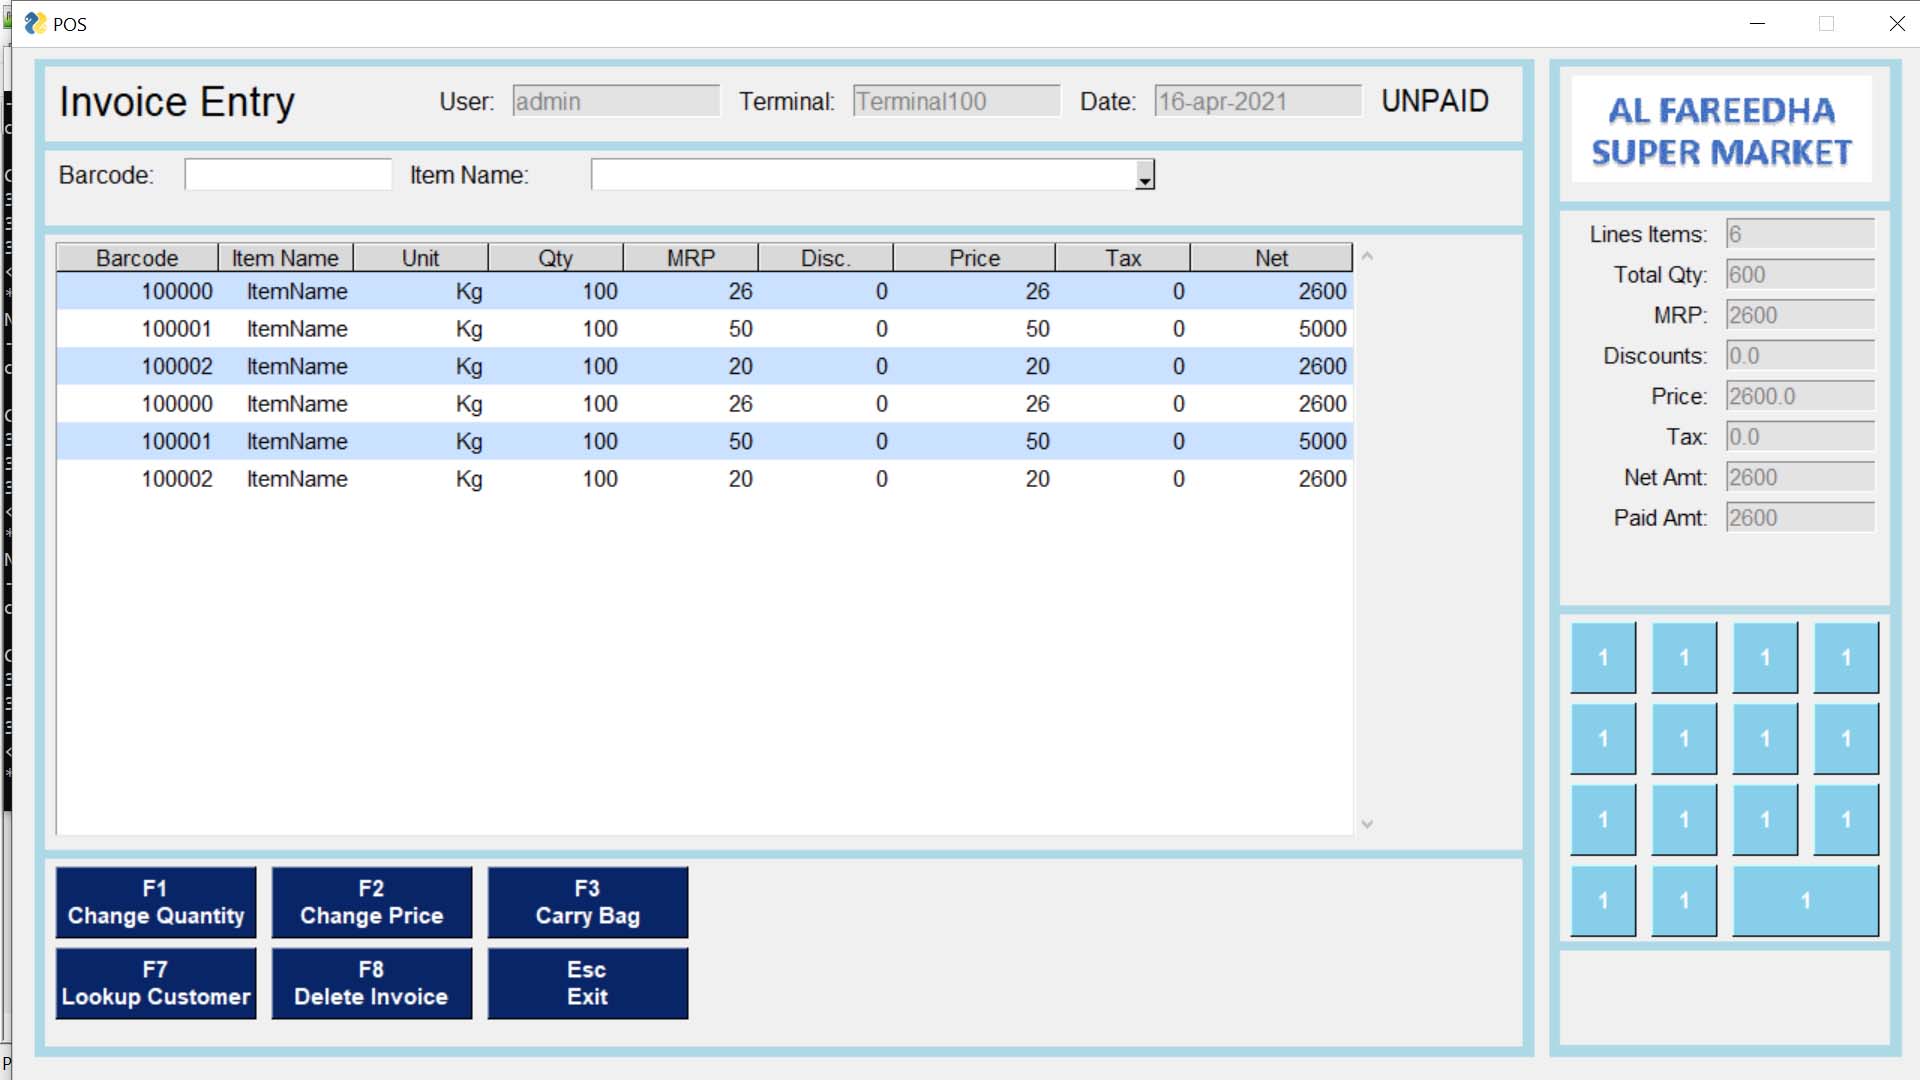 POS
Invoice Entry User: admin Terminal: Terminal100 Date: 16-apr-2021 UNPAID
Barcode: Item Name:
Barcode Item Name Unit Qty MRP Disc. Price Tax Net
100000 ItemName Kg 100 26 0 26 0 2600
100001 ItemName Kg 100 50 0 50 0 5000
100002 ItemName Kg 100 20 0 20 0 2600
100000 ItemName Kg 100 26 0 26 0 2600
100001 ItemName Kg 100 50 0 50 0 5000
100002 ItemName Kg 100 20 0 20 0 2600
F1 F2 F3
Change Quantity Change Price Carry Bag
F7 F8 Esc
Lookup Customer Delete Invoice Exit
AL FAREEDHA
SUPER MARKET
Lines Items: 6
Total Qty: 600
MRP: 2600
Discounts: 0.0
Price: 2600.0
Tax: 0.0
Net Amt: 2600
Paid Amt: 2600
1 1 1 1
1 1 1 1
1 1 1 1
1 1 1